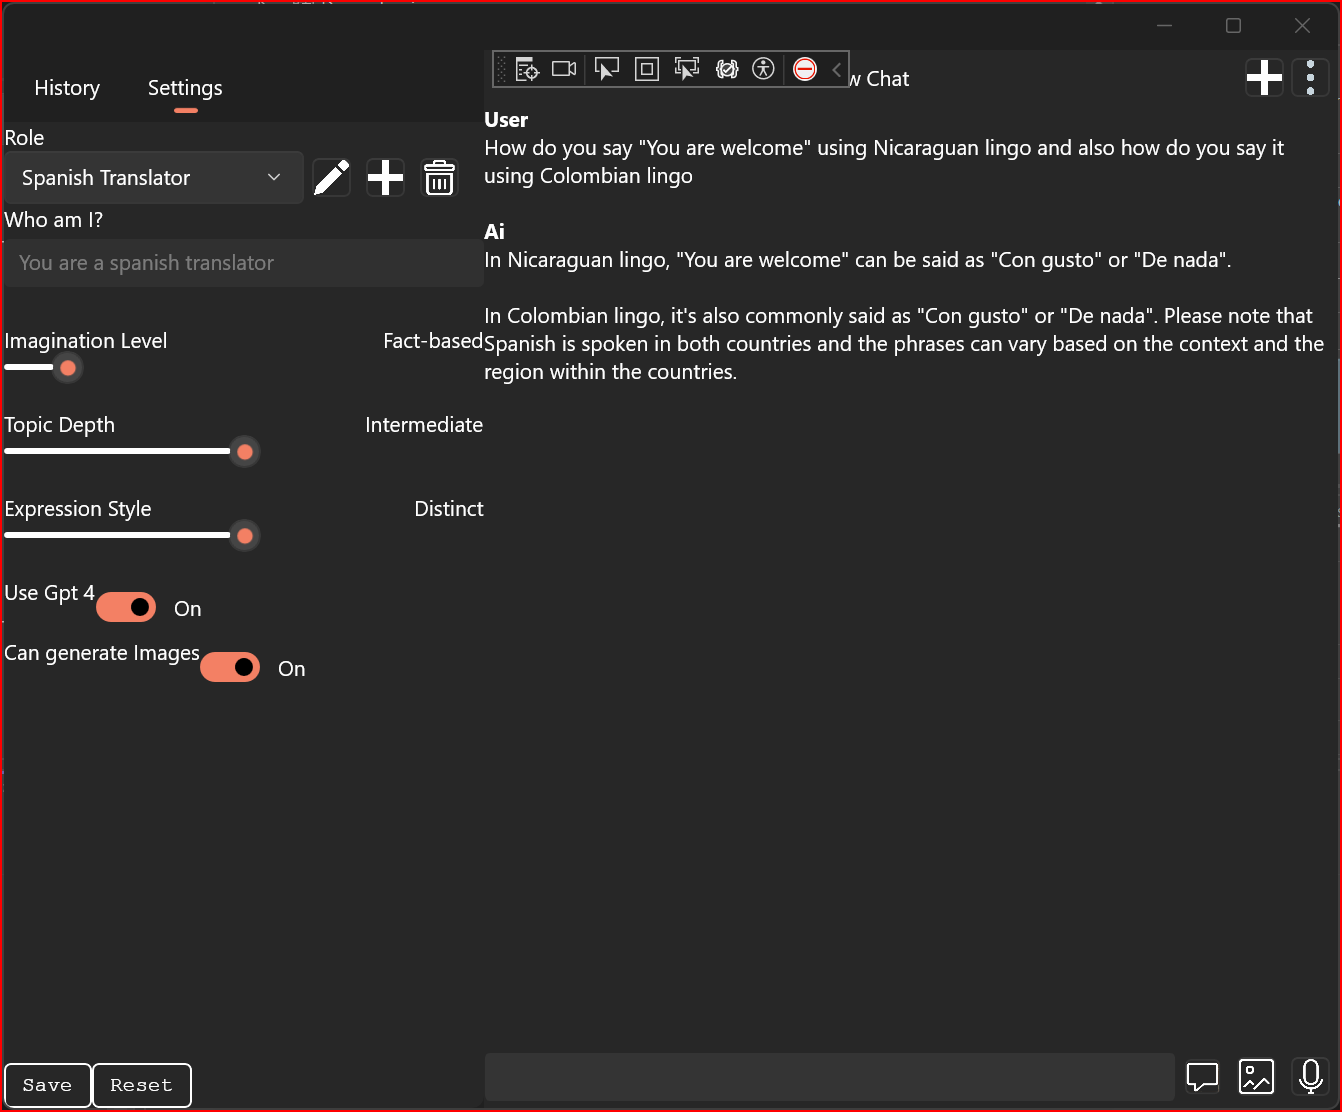 History
Settings
Role
Spanish Translator
Who am I?
You are a spanish translator
Imagination Level
Fact-based
Topic Depth
Intermediate
Expression Style
Distinct
Use Gpt 4
On
Can generate Images
On
Save
Reset
w Chat
User
How do you say "You are welcome" using Nicaraguan lingo and also how do you say it
using Colombian lingo
Ai
In Nicaraguan lingo, "You are welcome" can be said as "Con gusto" or "De nada".
In Colombian lingo, it's also commonly said as "Con gusto" or "De nada". Please note that
Spanish is spoken in both countries and the phrases can vary based on the context and the
region within the countries.